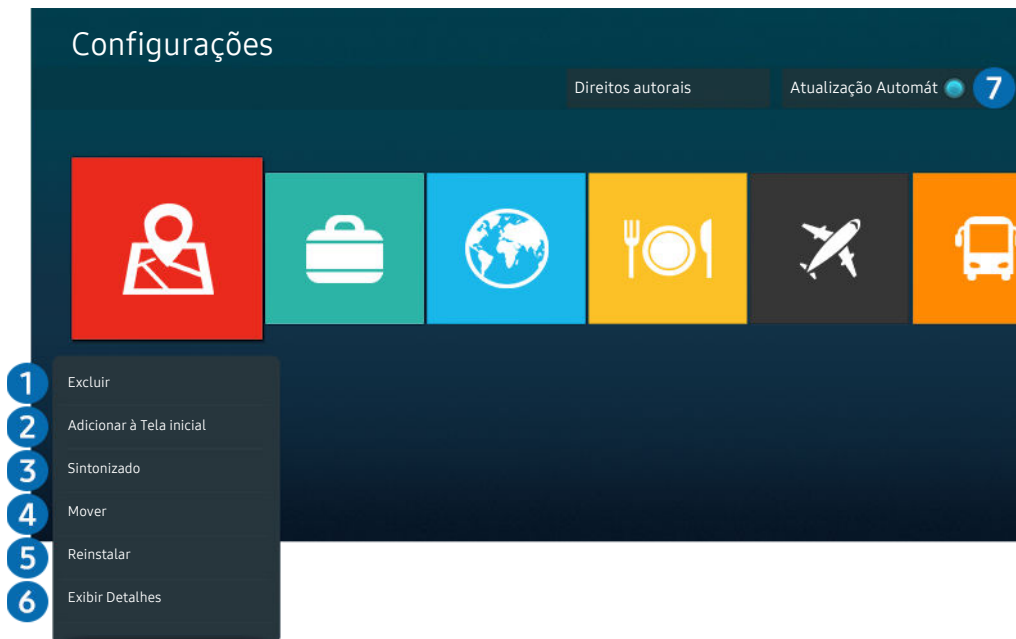 Configurações
Direitos autorais
Atualização Automát
7
1
Excluir
2
Adicionar à Tela inicial
3
Sintonizado
4
Mover
5
Reinstalar
6
Exibir Detalhes